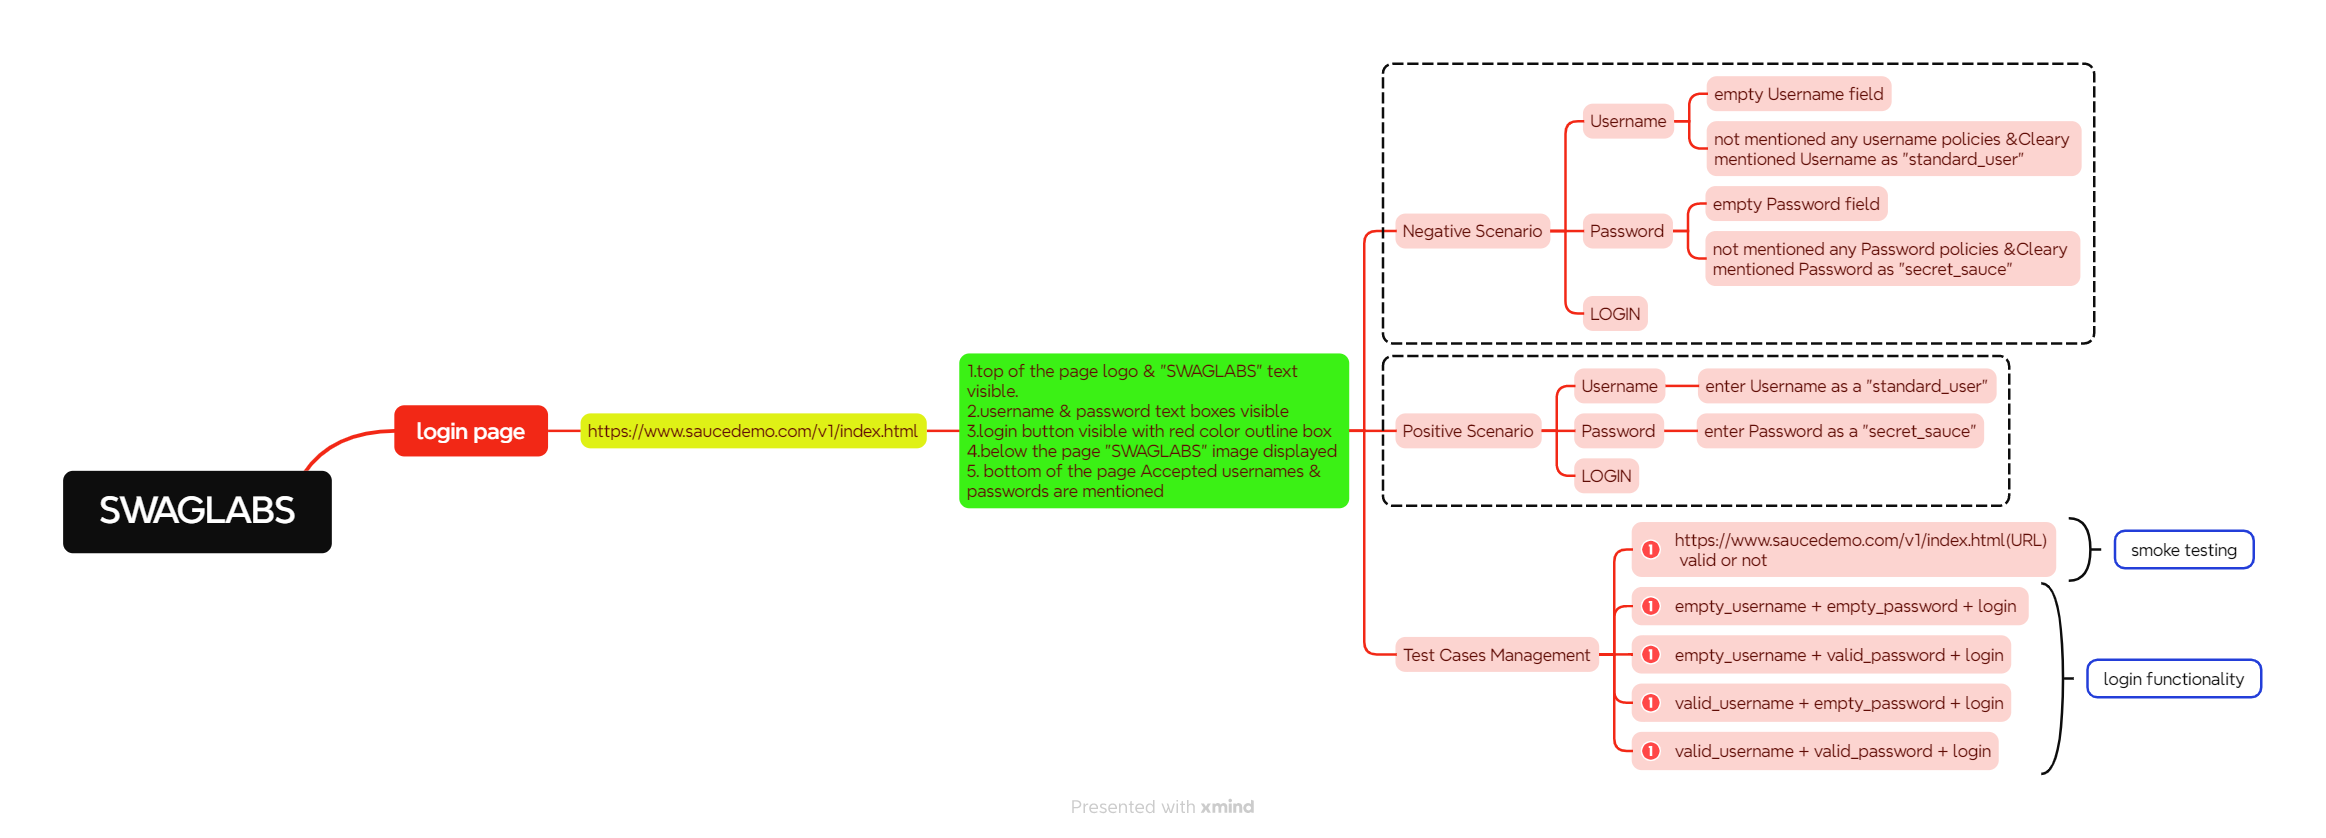 SWAGLABS
login page
https://www.saucedemo.com/v1/index.html
1.top of the page logo & "SWAGLABS" text
visible.
2.username & password text boxes visible
3.login button visible with red color outline box
4.below the page "SWAGLABS" image displayed
5. bottom of the page Accepted usernames &
passwords are mentioned
Negative Scenario
Username
empty Username field
not mentioned any username policies &Cleary
mentioned Username as "standard_user"
Password
empty Password field
not mentioned any Password policies &Cleary
mentioned Password as "secret_sauce"
LOGIN
Positive Scenario
Username
enter Username as a "standard_user"
Password
enter Password as a "secret_sauce"
LOGIN
Test Cases Management
1 https://www.saucedemo.com/v1/index.html(URL)
valid or not
smoke testing
1 empty_username + empty_password + login
1 empty_username + valid_password + login
1 valid_username + empty_password + login
1 valid_username + valid_password + login
login functionality
Presented with xmind